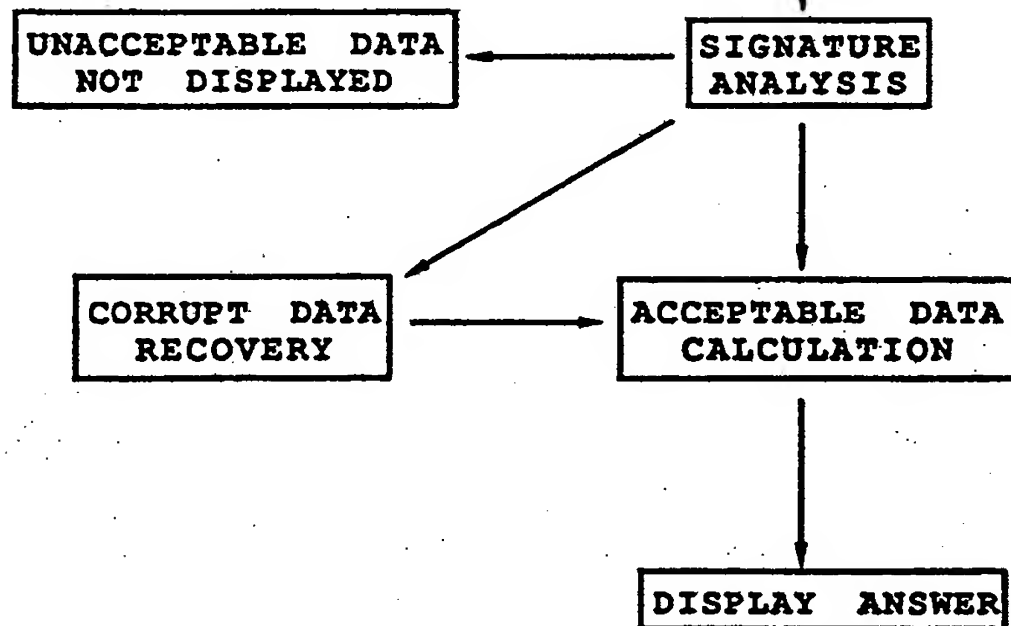 UNACCEPTABLE DATA
NOT DISPLAYED
SIGNATURE
ANALYSIS
CORRUPT DATA
RECOVERY
ACCEPTABLE DATA
CALCULATION
DISPLAY ANSWER